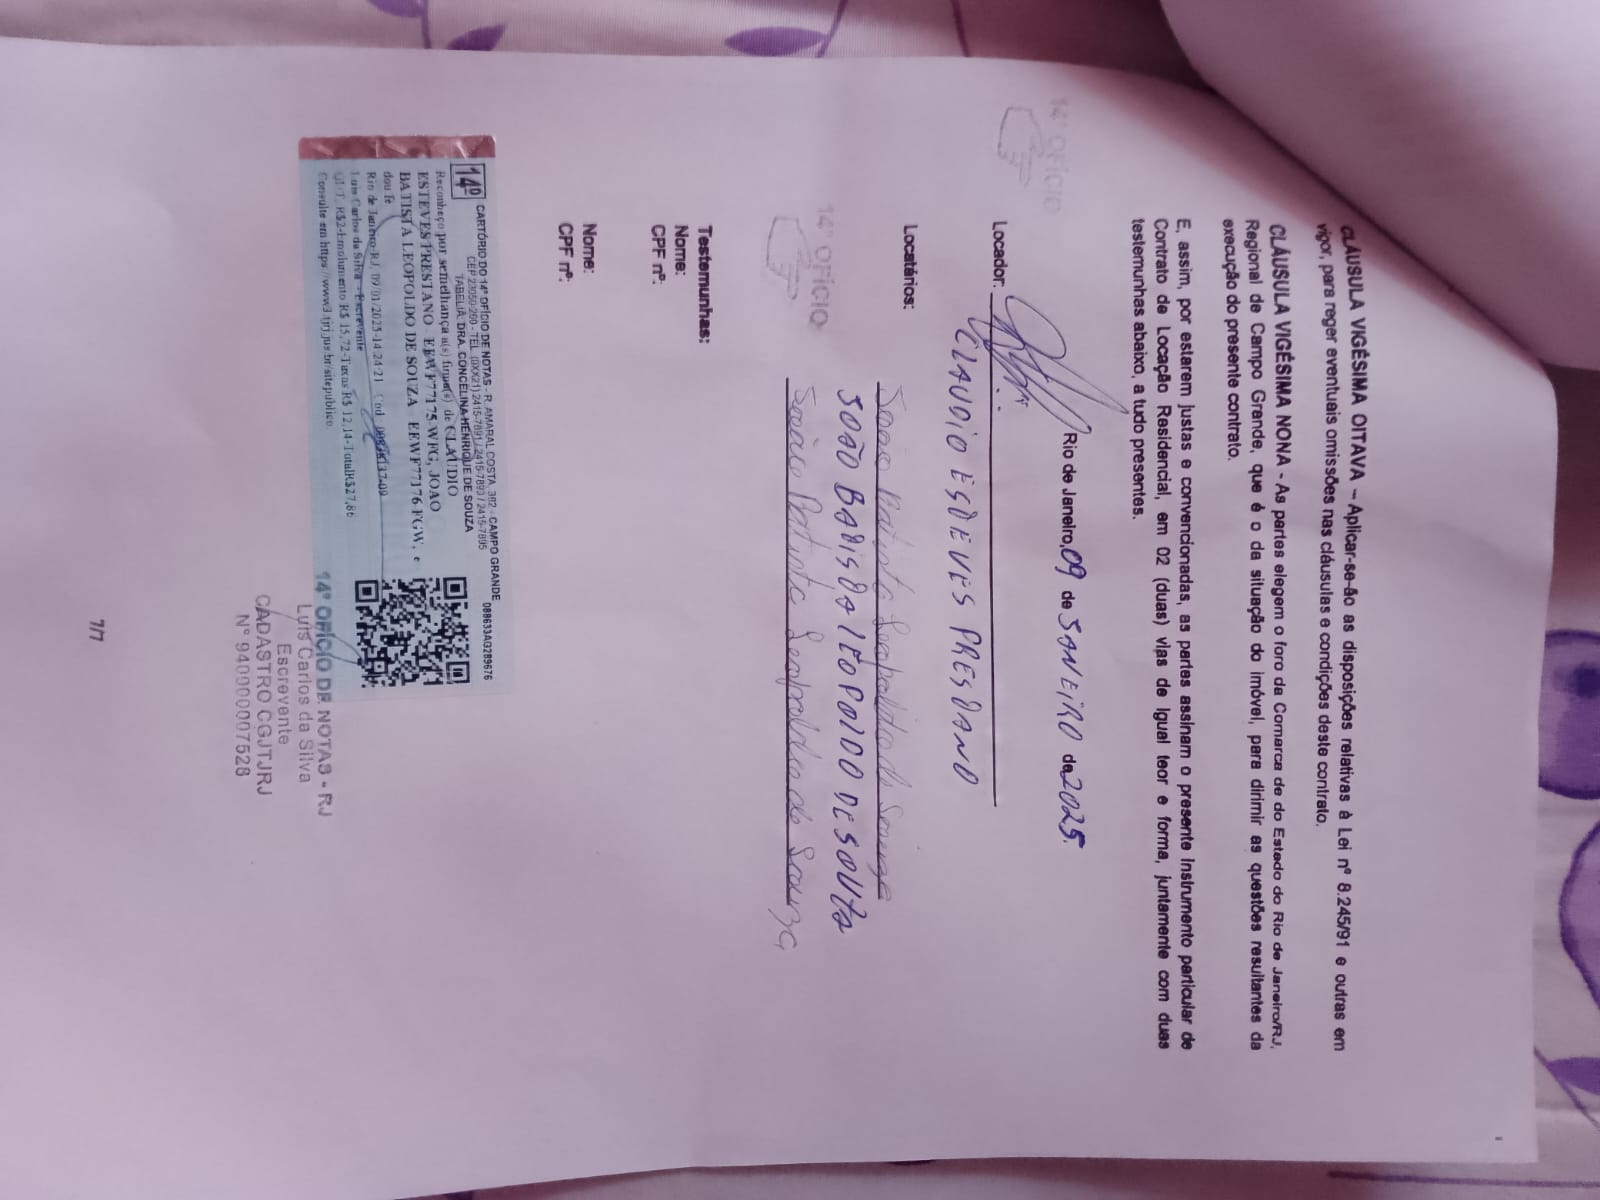 CLÁUSULA VIGÉSIMA OITAVA – Aplicar-se-ão as disposições relativas à Lei nº 8.245/91 e outras em
vigor, para reger eventuais omissões nas cláusulas e condições deste contrato.
CLÁUSULA VIGÉSIMA NONA - As partes elegem o foro da Comarca de do Estado do Rio de Janeiro/RJ,
Regional de Campo Grande, que é o da situação do imóvel, para dirimir as questões resultantes da
execução do presente contrato.
E, assim, por estarem justas e convencionadas, as partes assinam o presente instrumento particular de
Contrato de Locação Residencial, em 02 (duas) vias de igual teor e forma, juntamente com duas
testemunhas abaixo, a tudo presentes.
Rio de Janeiro, 09 de JANEIRO de 2025.
14º OFÍCIO
Locador:
CLAUDIO ESTEVES PRESTANO
Locatários:
João Batista Leopoldo de Souza
JOÃO BATISTA LEOPOLDO DE SOUZA
14º OFÍCIO
João Batista Leopoldo de Souza
Testemunhas:
Nome:
CPF nº:
Nome:
CPF nº:
14º
CARTÓRIO DO 14º OFÍCIO DE NOTAS - R. AMARAL COSTA, 382 - CAMPO GRANDE
088633AG289676
CEP 23050-260 - TEL. (0XX21) 2415-7891 / 2415-7893 / 2415-7895
TABELIÃ: DRA. CONCELINA HENRIQUE DE SOUZA
Reconheço por semelhança a(s) firma(s) de CLAUDIO
ESTEVES PRESTANO - EEWF77175 WFG, JOAO
BATISTA LEOPOLDO DE SOUZA - EEWF77176 FGW, e
dou fé
Rio de Janeiro-RJ, 09/01/2025-14:24:21 Cod.
Luis Carlos da Silva - Escrevente
QTT. R$2-Emolumento R$ 15,72-Taxas R$ 12,14-TotalR$27,86
Consulte em https://www3.tjrj.jus.br/sitepublico
14º OFÍCIO DE NOTAS - RJ
Luis Carlos da Silva
Escrevente
CADASTRO CGJTJRJ
Nº 9400007528
7/7